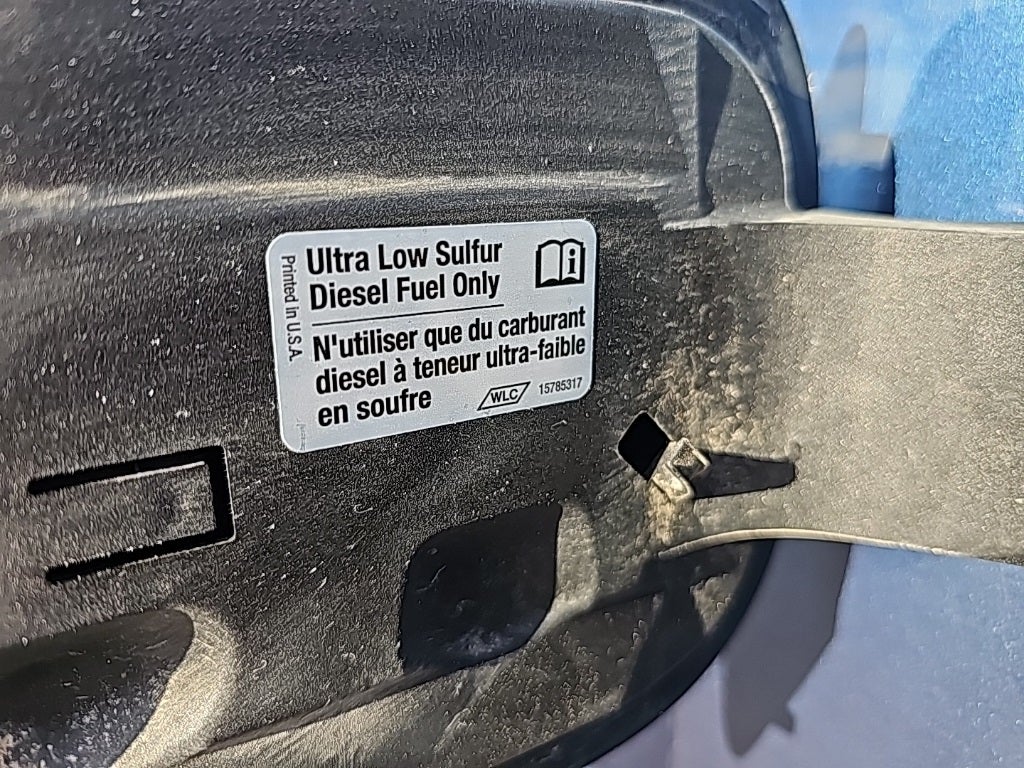 Ultra Low Sulfur
Diesel Fuel Only
N'utiliser que du carburant
diesel à teneur ultra-faible
en soufre
WLC 15785317
Printed in U.S.A.